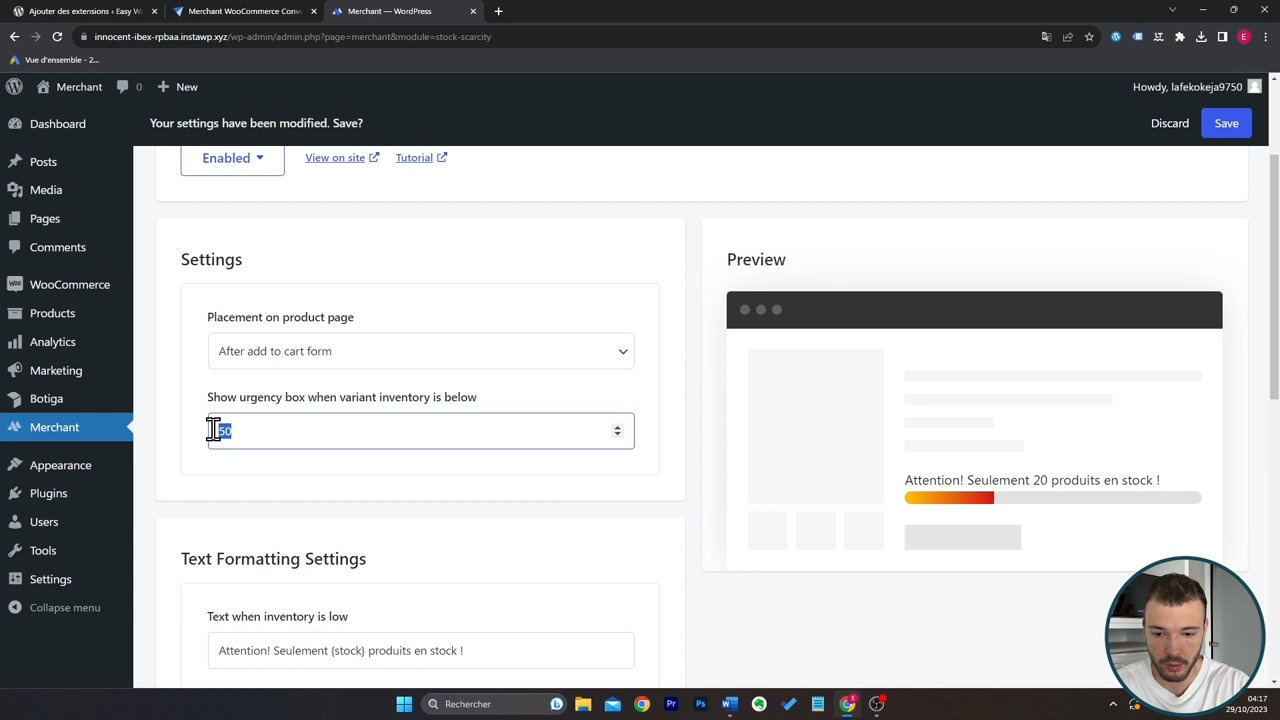 Ajouter des extensions ‹ Easy W
Merchant WooCommerce Conv
Merchant — WordPress
innocent-ibex-rpbaa.instawp.xyz/wp-admin/admin.php?page=merchant&module=stock-scarcity
E
Vue d'ensemble – 2...
Merchant
0
New
Howdy, lafekokeja9750
Your settings have been modified. Save?
Discard
Save
Dashboard
Posts
Media
Pages
Comments
WooCommerce
Products
Analytics
Marketing
Botiga
Merchant
Appearance
Plugins
Users
Tools
Settings
Collapse menu
Enabled
View on site
Tutorial
Settings
Placement on product page
After add to cart form
Show urgency box when variant inventory is below
50
Text Formatting Settings
Text when inventory is low
Attention! Seulement {stock} produits en stock !
Preview
Attention! Seulement 20 produits en stock !
Rechercher
04:17
29/10/2023